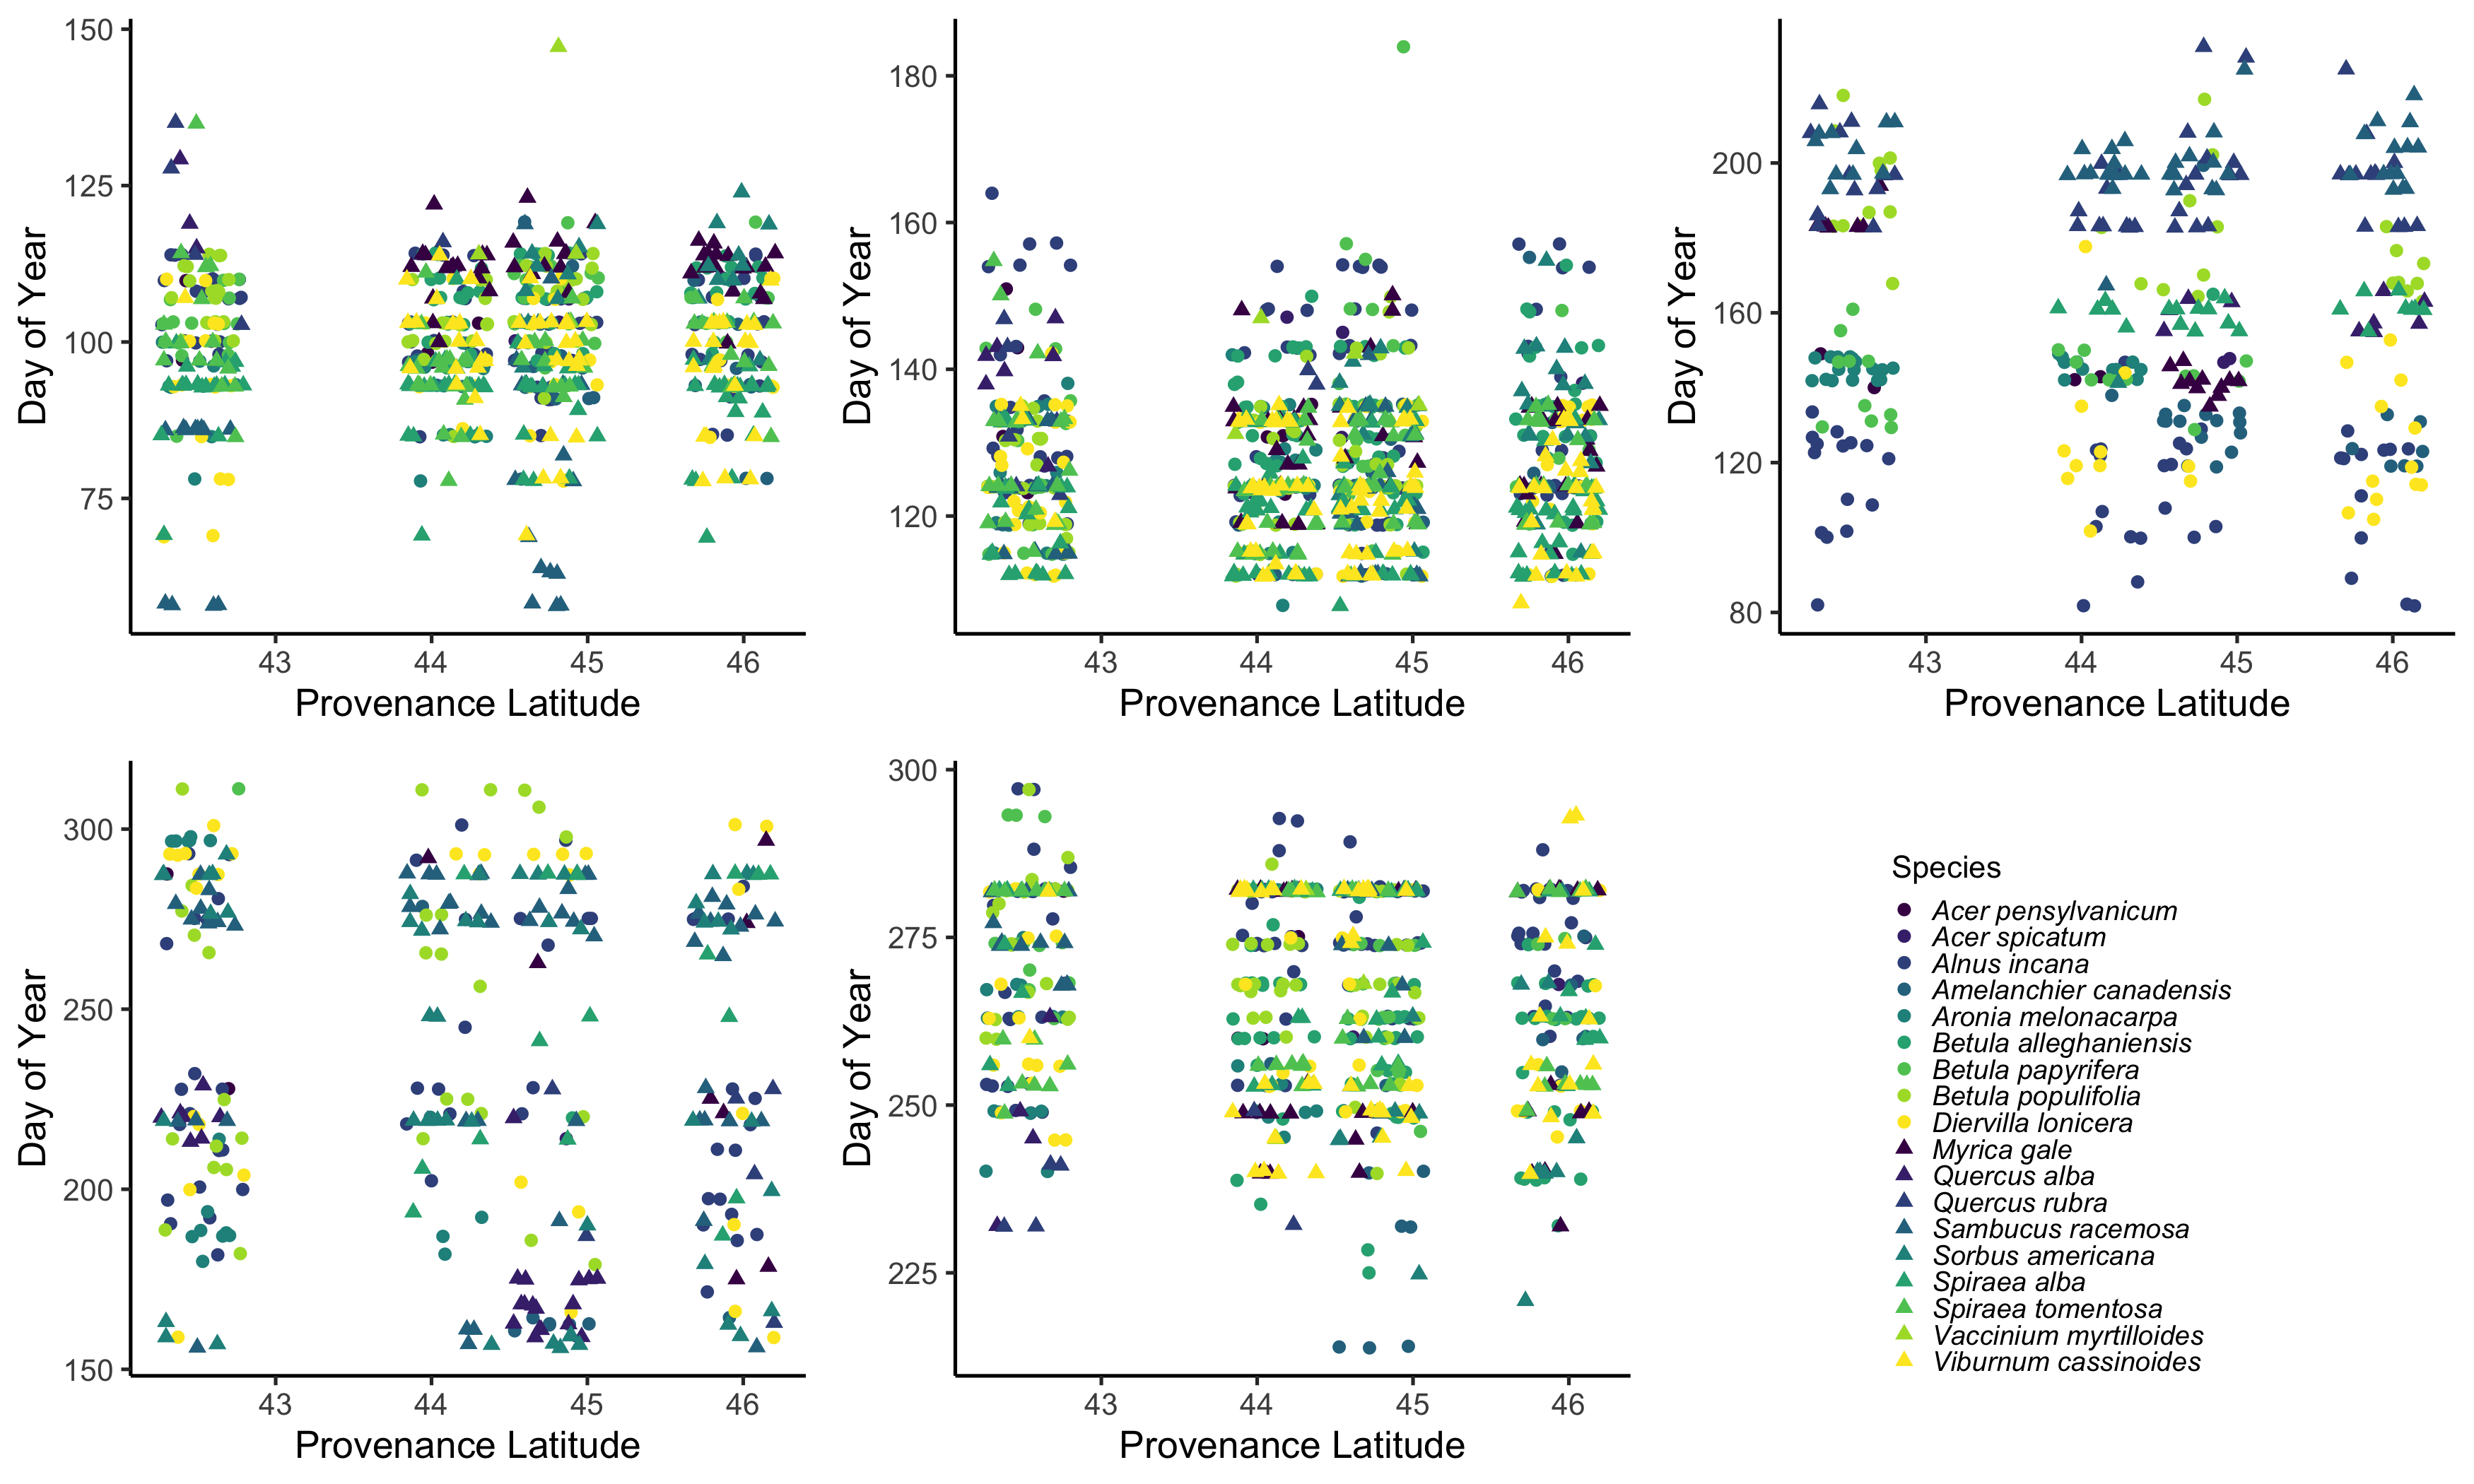 150
125
100
75
Day of Year
43 44 45 46
Provenance Latitude
180
160
140
120
Day of Year
43 44 45 46
Provenance Latitude
200
160
120
80
Day of Year
43 44 45 46
Provenance Latitude
300
250
200
150
Day of Year
43 44 45 46
Provenance Latitude
300
275
250
225
Day of Year
43 44 45 46
Provenance Latitude
Species
Acer pensylvanicum
Acer spicatum
Alnus incana
Amelanchier canadensis
Aronia melonacarpa
Betula alleghaniensis
Betula papyrifera
Betula populifolia
Diervilla lonicera
Myrica gale
Quercus alba
Quercus rubra
Sambucus racemosa
Sorbus americana
Spiraea alba
Spiraea tomentosa
Vaccinium myrtilloides
Viburnum cassinoides